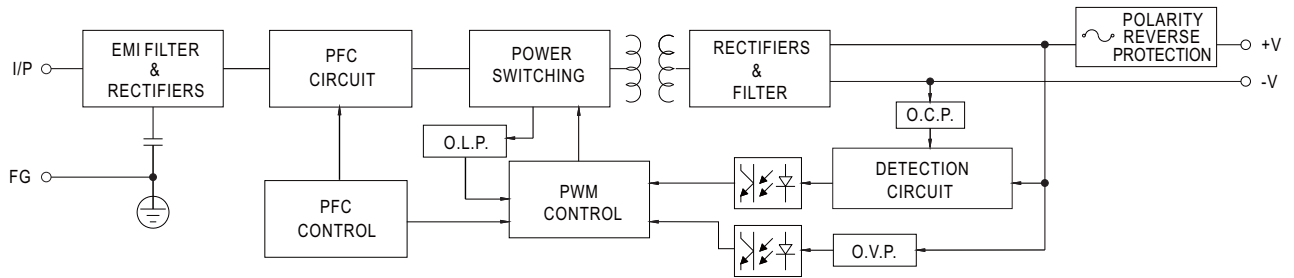 I/P
EMI FILTER
&
RECTIFIERS
PFC
CIRCUIT
POWER
SWITCHING
RECTIFIERS
&
FILTER
POLARITY
REVERSE
PROTECTION
+V
-V
O.C.P.
O.L.P.
DETECTION
CIRCUIT
FG
PFC
CONTROL
PWM
CONTROL
O.V.P.